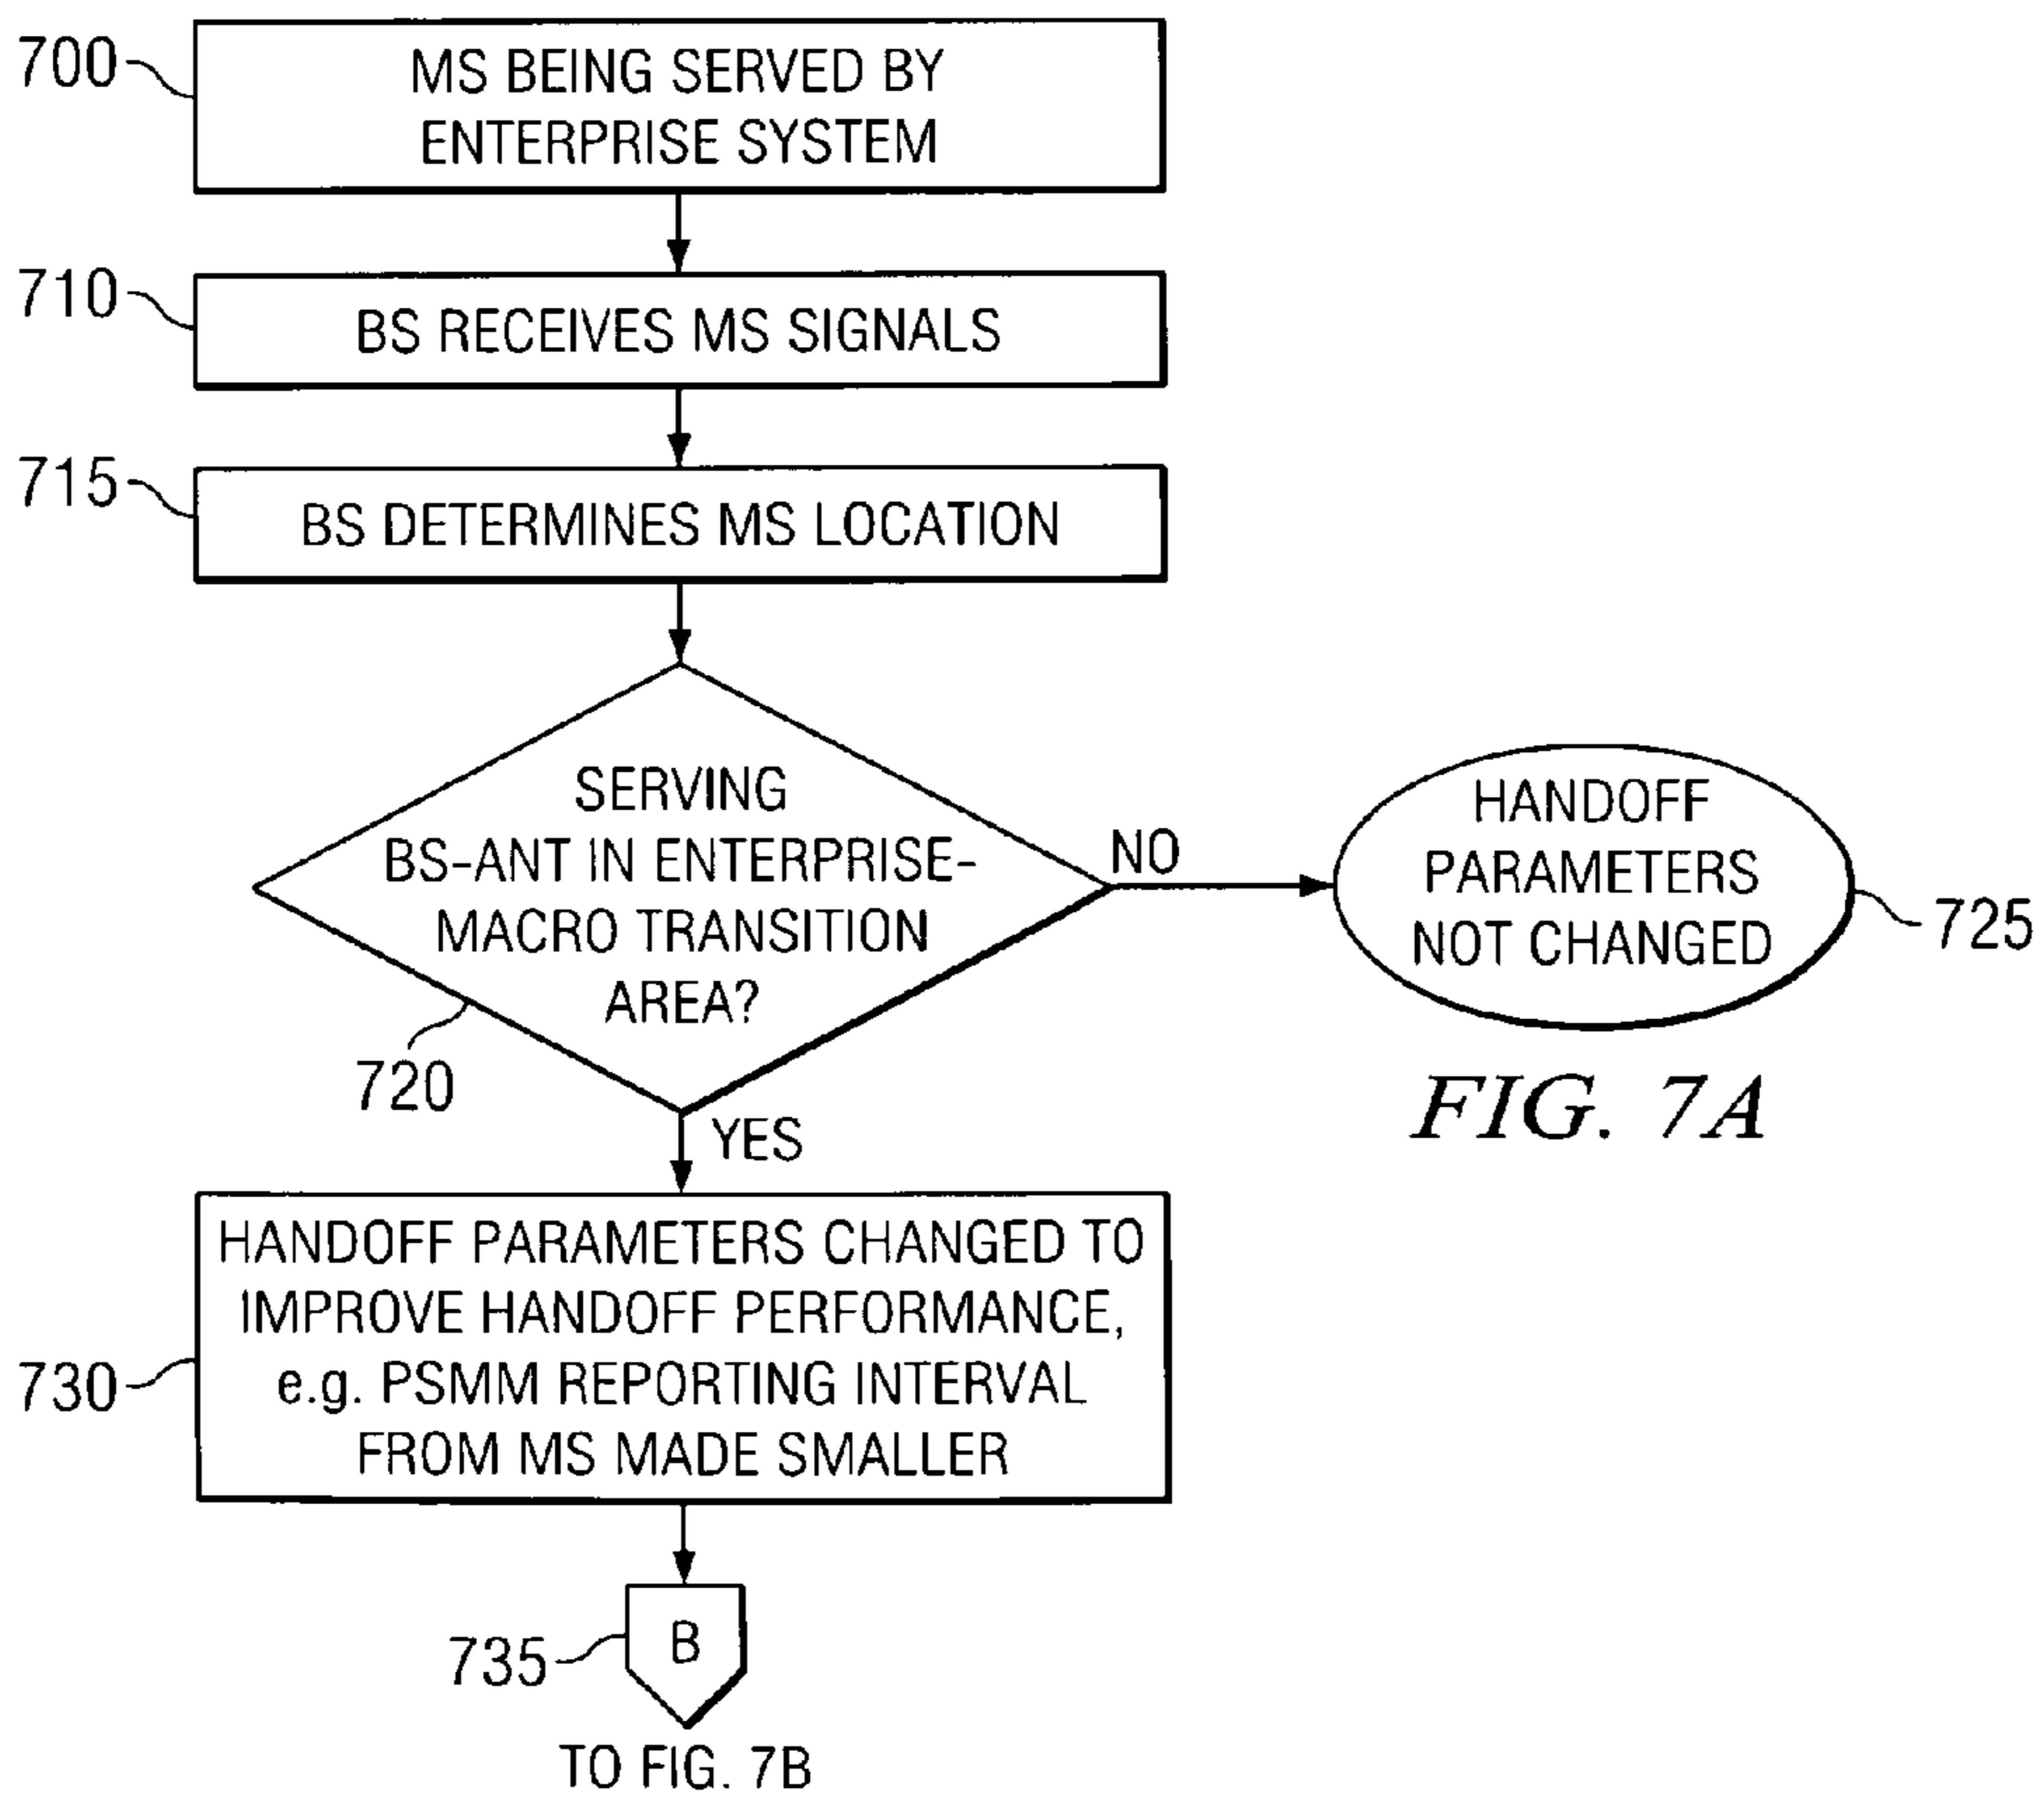 700
MS BEING SERVED BY
ENTERPRISE SYSTEM
710
BS RECEIVES MS SIGNALS
715
BS DETERMINES MS LOCATION
SERVING
BS-ANT IN ENTERPRISE-
MACRO TRANSITION
AREA?
720
NO
HANDOFF
PARAMETERS
NOT CHANGED
725
FIG. 7A
YES
730
HANDOFF PARAMETERS CHANGED TO
IMPROVE HANDOFF PERFORMANCE,
e.g. PSMM REPORTING INTERVAL
FROM MS MADE SMALLER
735
B
TO FIG. 7B